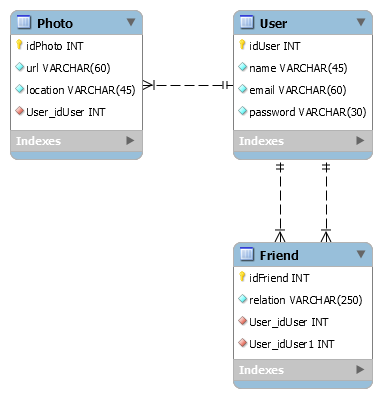 Photo
idPhoto INT
url VARCHAR(60)
location VARCHAR(45)
User_idUser INT
Indexes
User
idUser INT
name VARCHAR(45)
email VARCHAR(60)
password VARCHAR(30)
Indexes
Friend
idFriend INT
relation VARCHAR(250)
User_idUser INT
User_idUser1 INT
Indexes